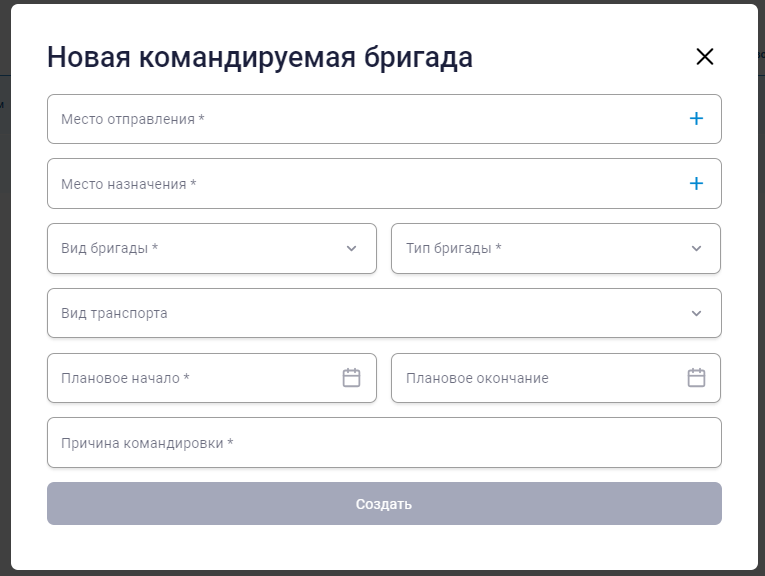 Новая командируемая бригада
Место отправления *
Место назначения *
Вид бригады *
Тип бригады *
Вид транспорта
Плановое начало *
Плановое окончание
Причина командировки *
Создать